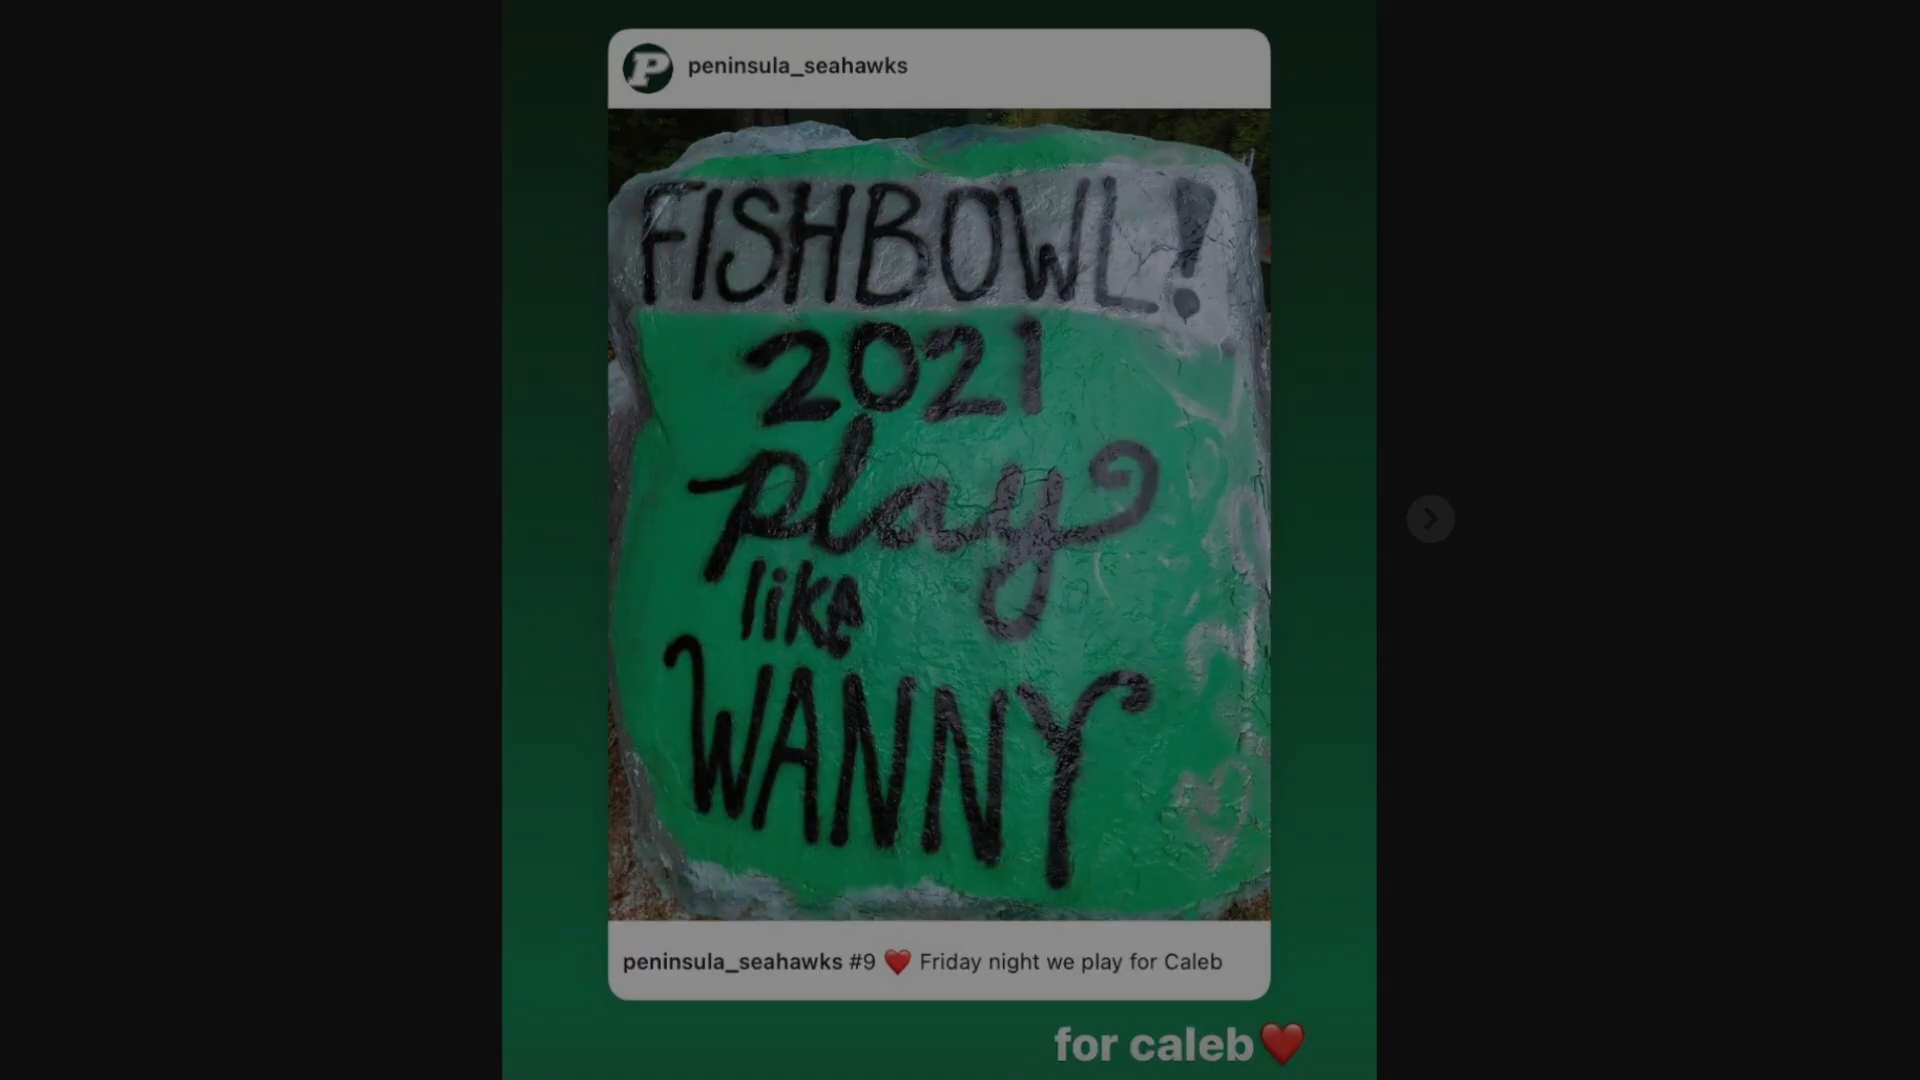 P peninsula_seahawks
FISHBOWL!
2021
play
like
WANNY
peninsula_seahawks #9 ❤️ Friday night we play for Caleb
for caleb❤️